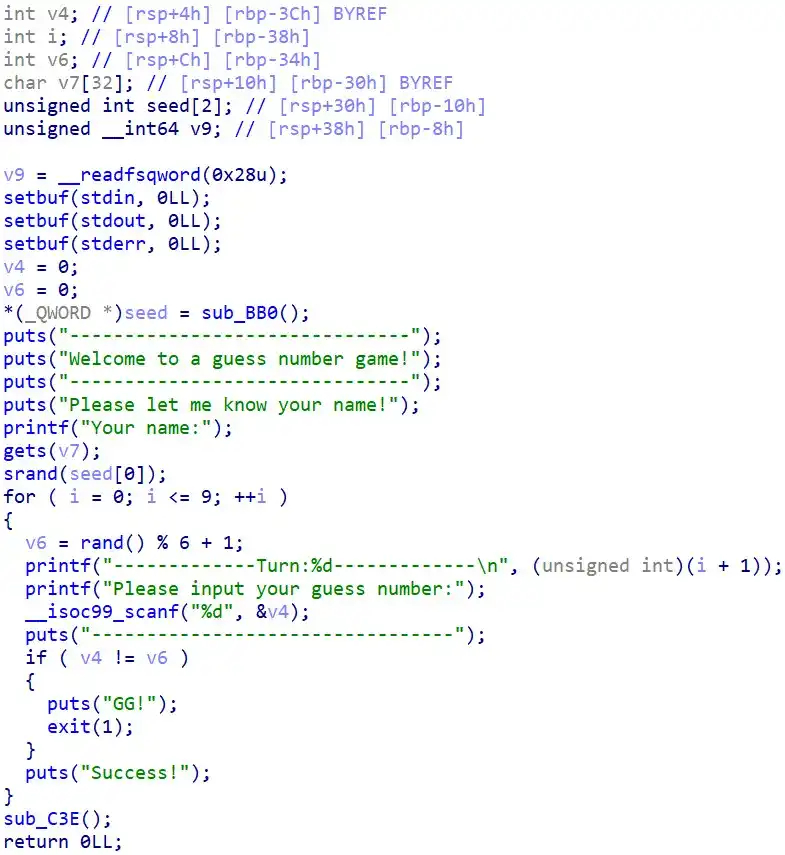 int v4; // [rsp+4h] [rbp-3Ch] BYREF
int i; // [rsp+8h] [rbp-38h]
int v6; // [rsp+Ch] [rbp-34h]
char v7[32]; // [rsp+10h] [rbp-30h] BYREF
unsigned int seed[2]; // [rsp+30h] [rbp-10h]
unsigned __int64 v9; // [rsp+38h] [rbp-8h]

v9 = __readfsqword(0x28u);
setbuf(stdin, 0LL);
setbuf(stdout, 0LL);
setbuf(stderr, 0LL);
v4 = 0;
v6 = 0;
*(_QWORD *)seed = sub_BB0();
puts("-------------------------------");
puts("Welcome to a guess number game!");
puts("-------------------------------");
puts("Please let me know your name!");
printf("Your name:");
gets(v7);
srand(seed[0]);
for ( i = 0; i <= 9; ++i )
{
  v6 = rand() % 6 + 1;
  printf("-------------Turn:%d-------------\n", (unsigned int)(i + 1));
  printf("Please input your guess number:");
  __isoc99_scanf("%d", &v4);
  puts("---------------------------------");
  if ( v4 != v6 )
  {
    puts("GG!");
    exit(1);
  }
  puts("Success!");
}
sub_C3E();
return 0LL;